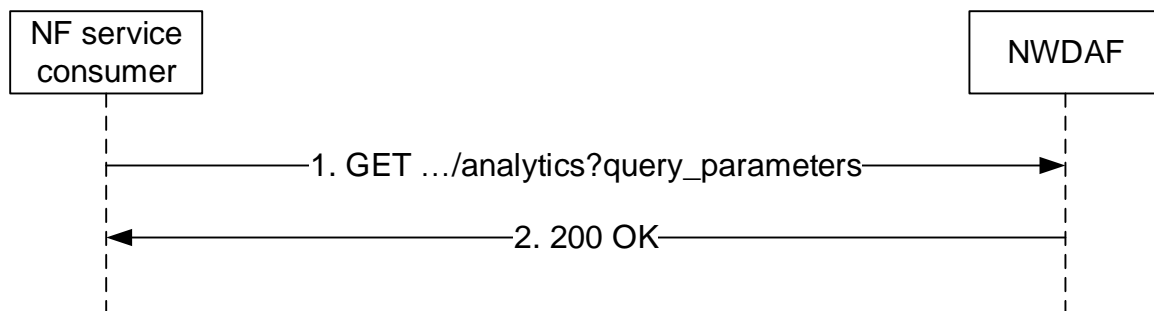 NF service
consumer
NWDAF
1. GET …/analytics?query_parameters
2. 200 OK